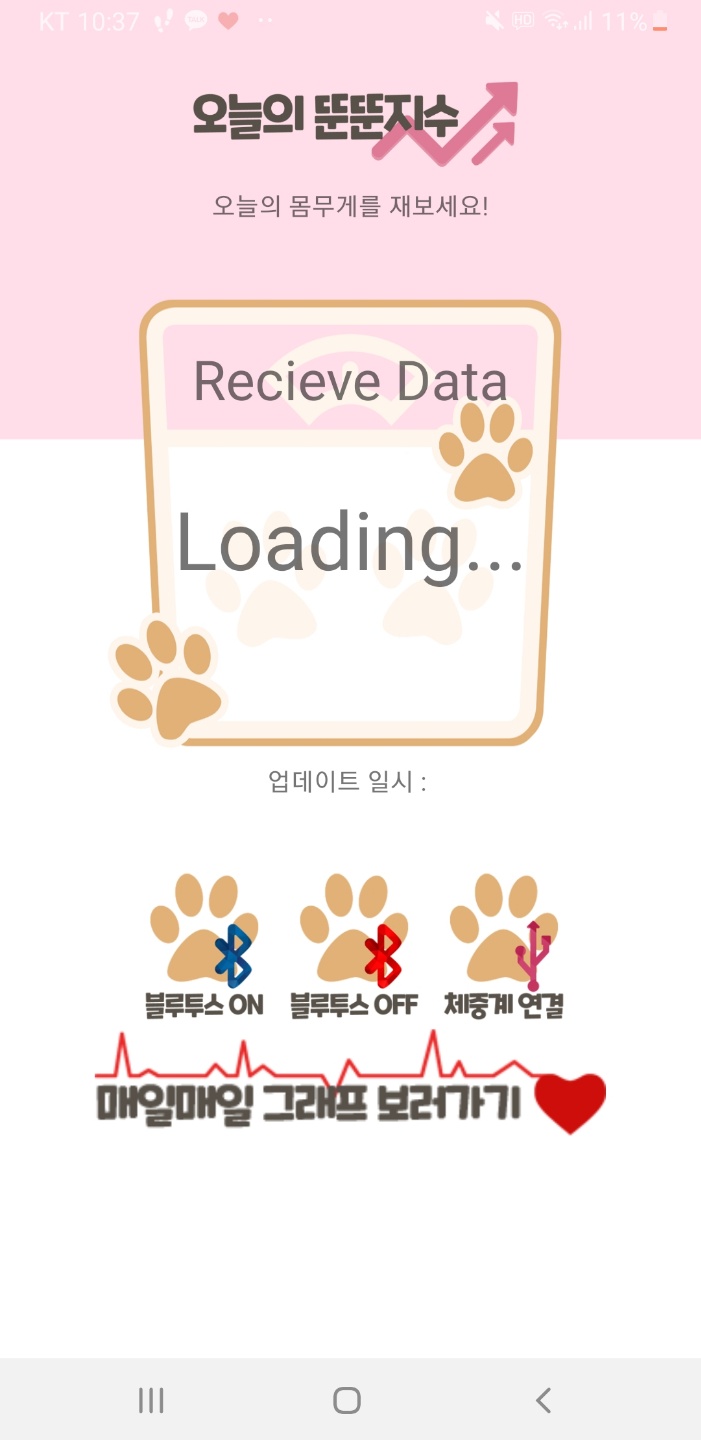 KT 10:37
HD 11%
오늘의 뚠뚠지수
오늘의 몸무게를 재보세요!
Recieve Data
Loading...
업데이트 일시 :
블루투스 ON
블루투스 OFF
체중계 연결
매일매일 그래프 보러가기